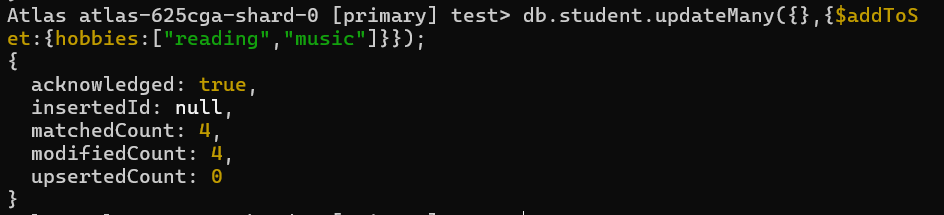 Atlas atlas-625cga-shard-0 [primary] test> db.student.updateMany({},{$addToS
et:{hobbies:["reading","music"]}});
{
  acknowledged: true,
  insertedId: null,
  matchedCount: 4,
  modifiedCount: 4,
  upsertedCount: 0
}